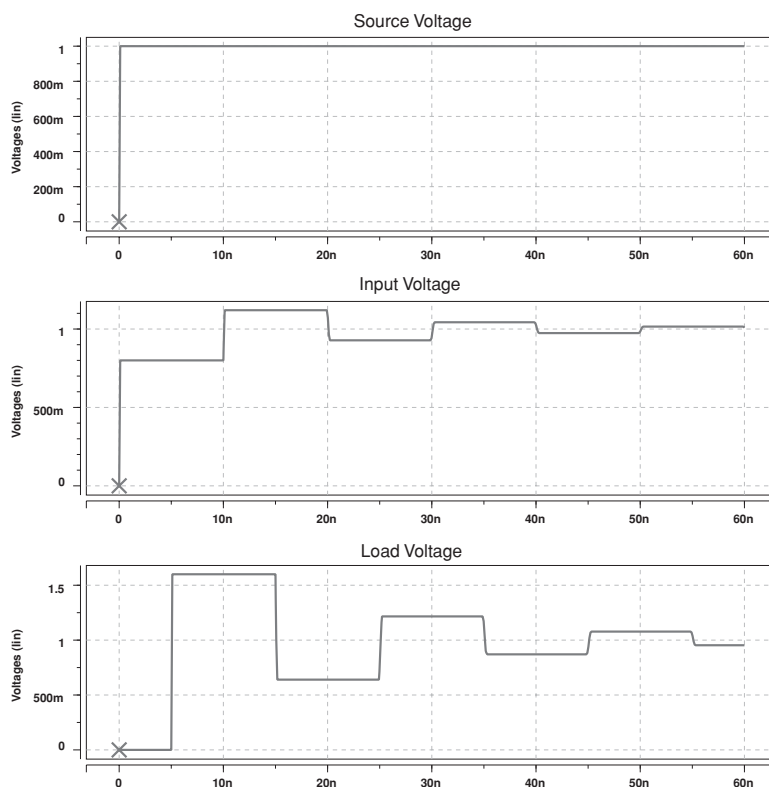 Source Voltage
Voltages (lin)
1
800m
600m
400m
200m
0
0 10n 20n 30n 40n 50n 60n
Input Voltage
Voltages (lin)
1
500m
0
0 10n 20n 30n 40n 50n 60n
Load Voltage
Voltages (lin)
1.5
1
500m
0
0 10n 20n 30n 40n 50n 60n